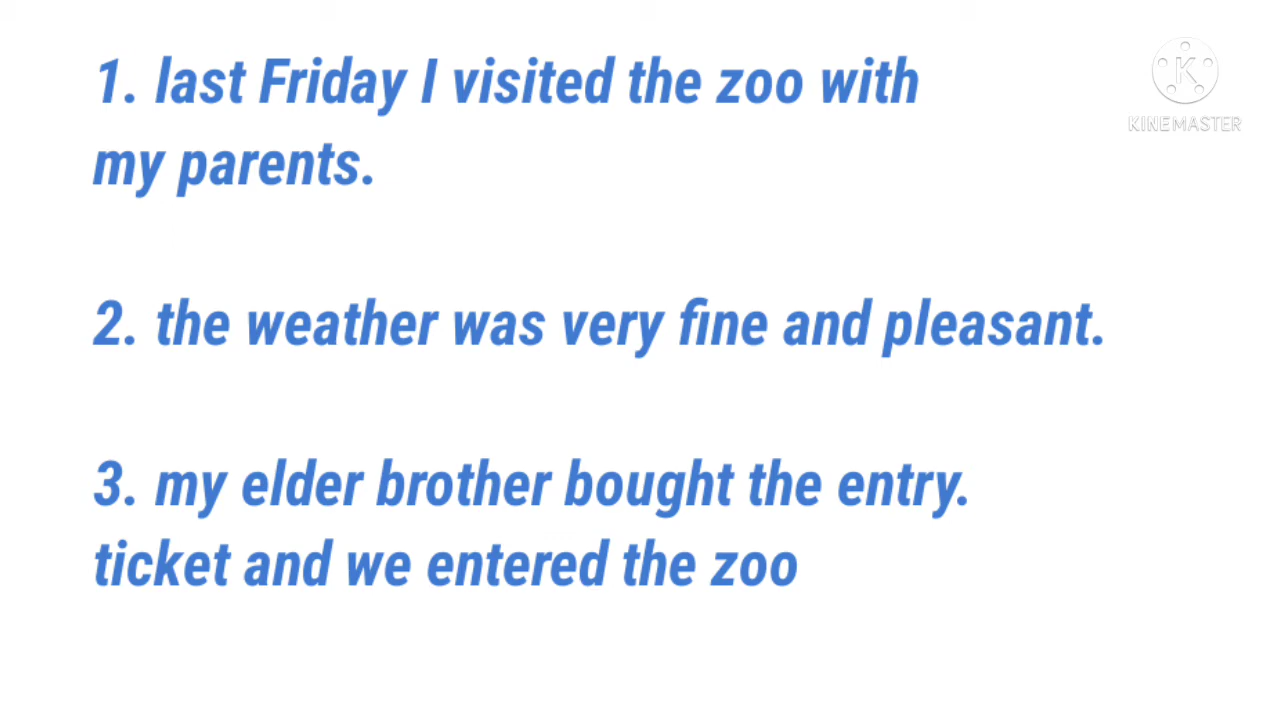 1. last Friday I visited the zoo with
my parents.
2. the weather was very fine and pleasant.
3. my elder brother bought the entry.
ticket and we entered the zoo
K
KINEMASTER